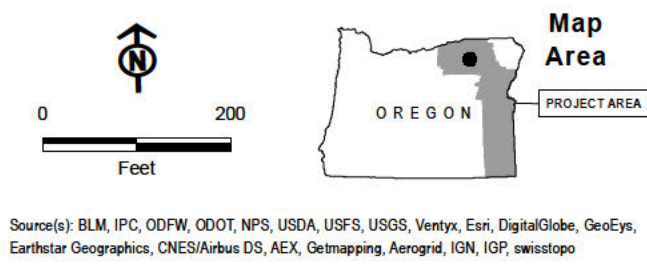 N
Map
Area
0 200
Feet
OREGON
PROJECT AREA
Source(s): BLM, IPC, ODFW, ODOT, NPS, USDA, USFS, USGS, Ventyx, Esri, DigitalGlobe, GeoEys,
Earthstar Geographics, CNES/Airbus DS, AEX, Getmapping, Aerogrid, IGN, IGP, swisstopo